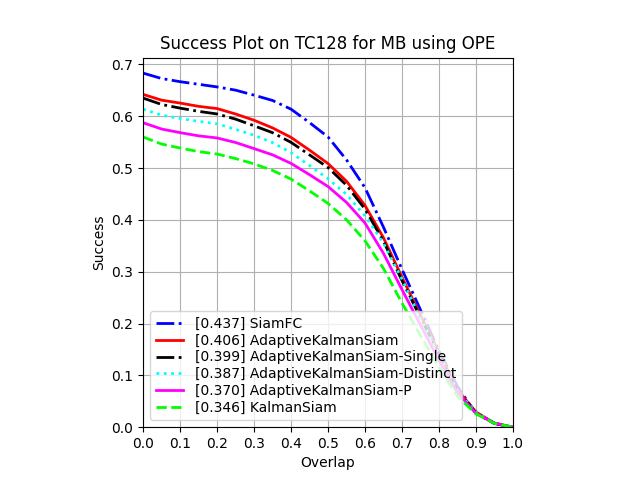 Success Plot on TC128 for MB using OPE
0.7
0.6
0.5
0.4
0.3
0.2
0.1
0.0
Success
[0.437] SiamFC
[0.406] AdaptiveKalmanSiam
[0.399] AdaptiveKalmanSiam-Single
[0.387] AdaptiveKalmanSiam-Distinct
[0.370] AdaptiveKalmanSiam-P
[0.346] KalmanSiam
0.0 0.1 0.2 0.3 0.4 0.5 0.6 0.7 0.8 0.9 1.0
Overlap